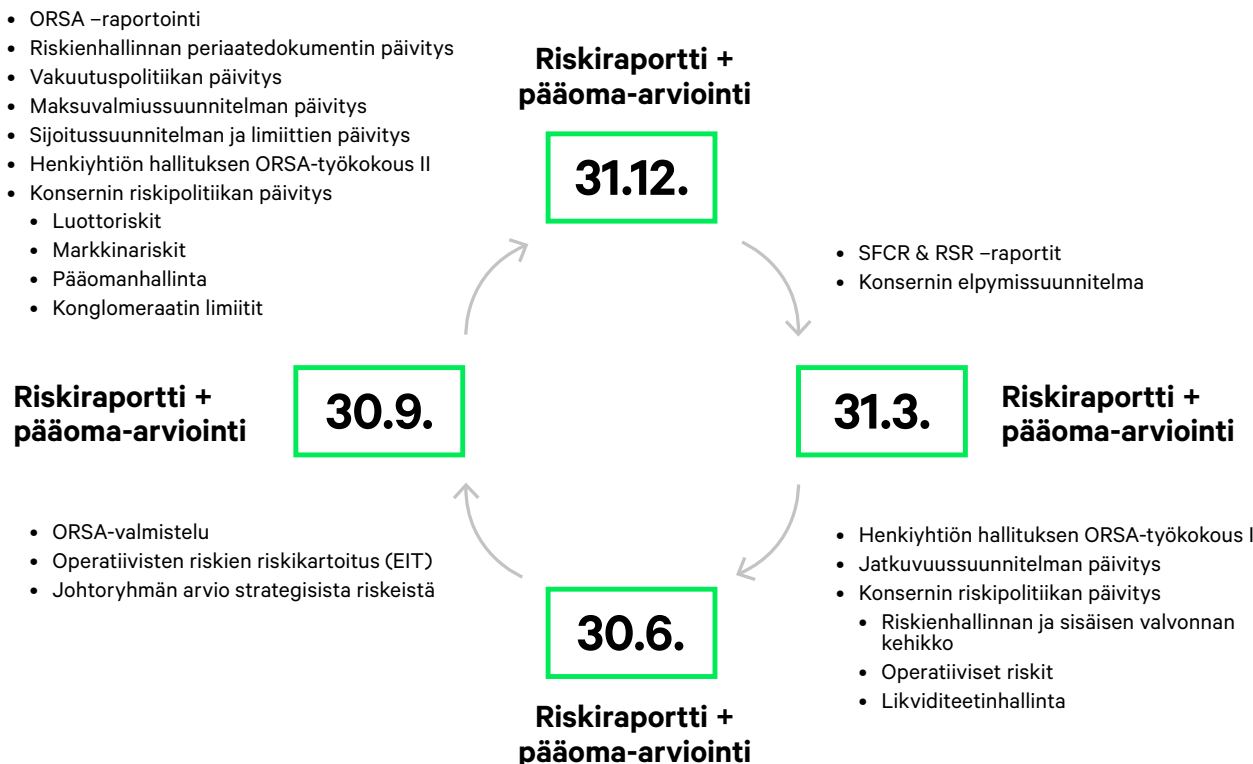 • ORSA –raportointi
• Riskienhallinnan periaatedokumentin päivitys
• Vakuutuspolitiikan päivitys
• Maksuvalmiussuunnitelman päivitys
• Sijoitussuunnitelman ja limiittien päivitys
• Henkiyhtiön hallituksen ORSA-työkokous II
• Konsernin riskipolitiikan päivitys
• Luottoriskit
• Markkinariskit
• Pääomanhallinta
• Konglomeraatin limiitit
Riskiraportti +
pääoma-arviointi
31.12.
• SFCR & RSR –raportit
• Konsernin elpymissuunnitelma
31.3.
Riskiraportti +
pääoma-arviointi
• Henkiyhtiön hallituksen ORSA-työkokous I
• Jatkuvuussuunnitelman päivitys
• Konsernin riskipolitiikan päivitys
• Riskienhallinnan ja sisäisen valvonnan
kehikko
• Operatiiviset riskit
• Likviditeetinhallinta
30.6.
Riskiraportti +
pääoma-arviointi
• ORSA-valmistelu
• Operatiivisten riskien riskikartoitus (EIT)
• Johtoryhmän arvio strategisista riskeistä
Riskiraportti +
pääoma-arviointi
30.9.